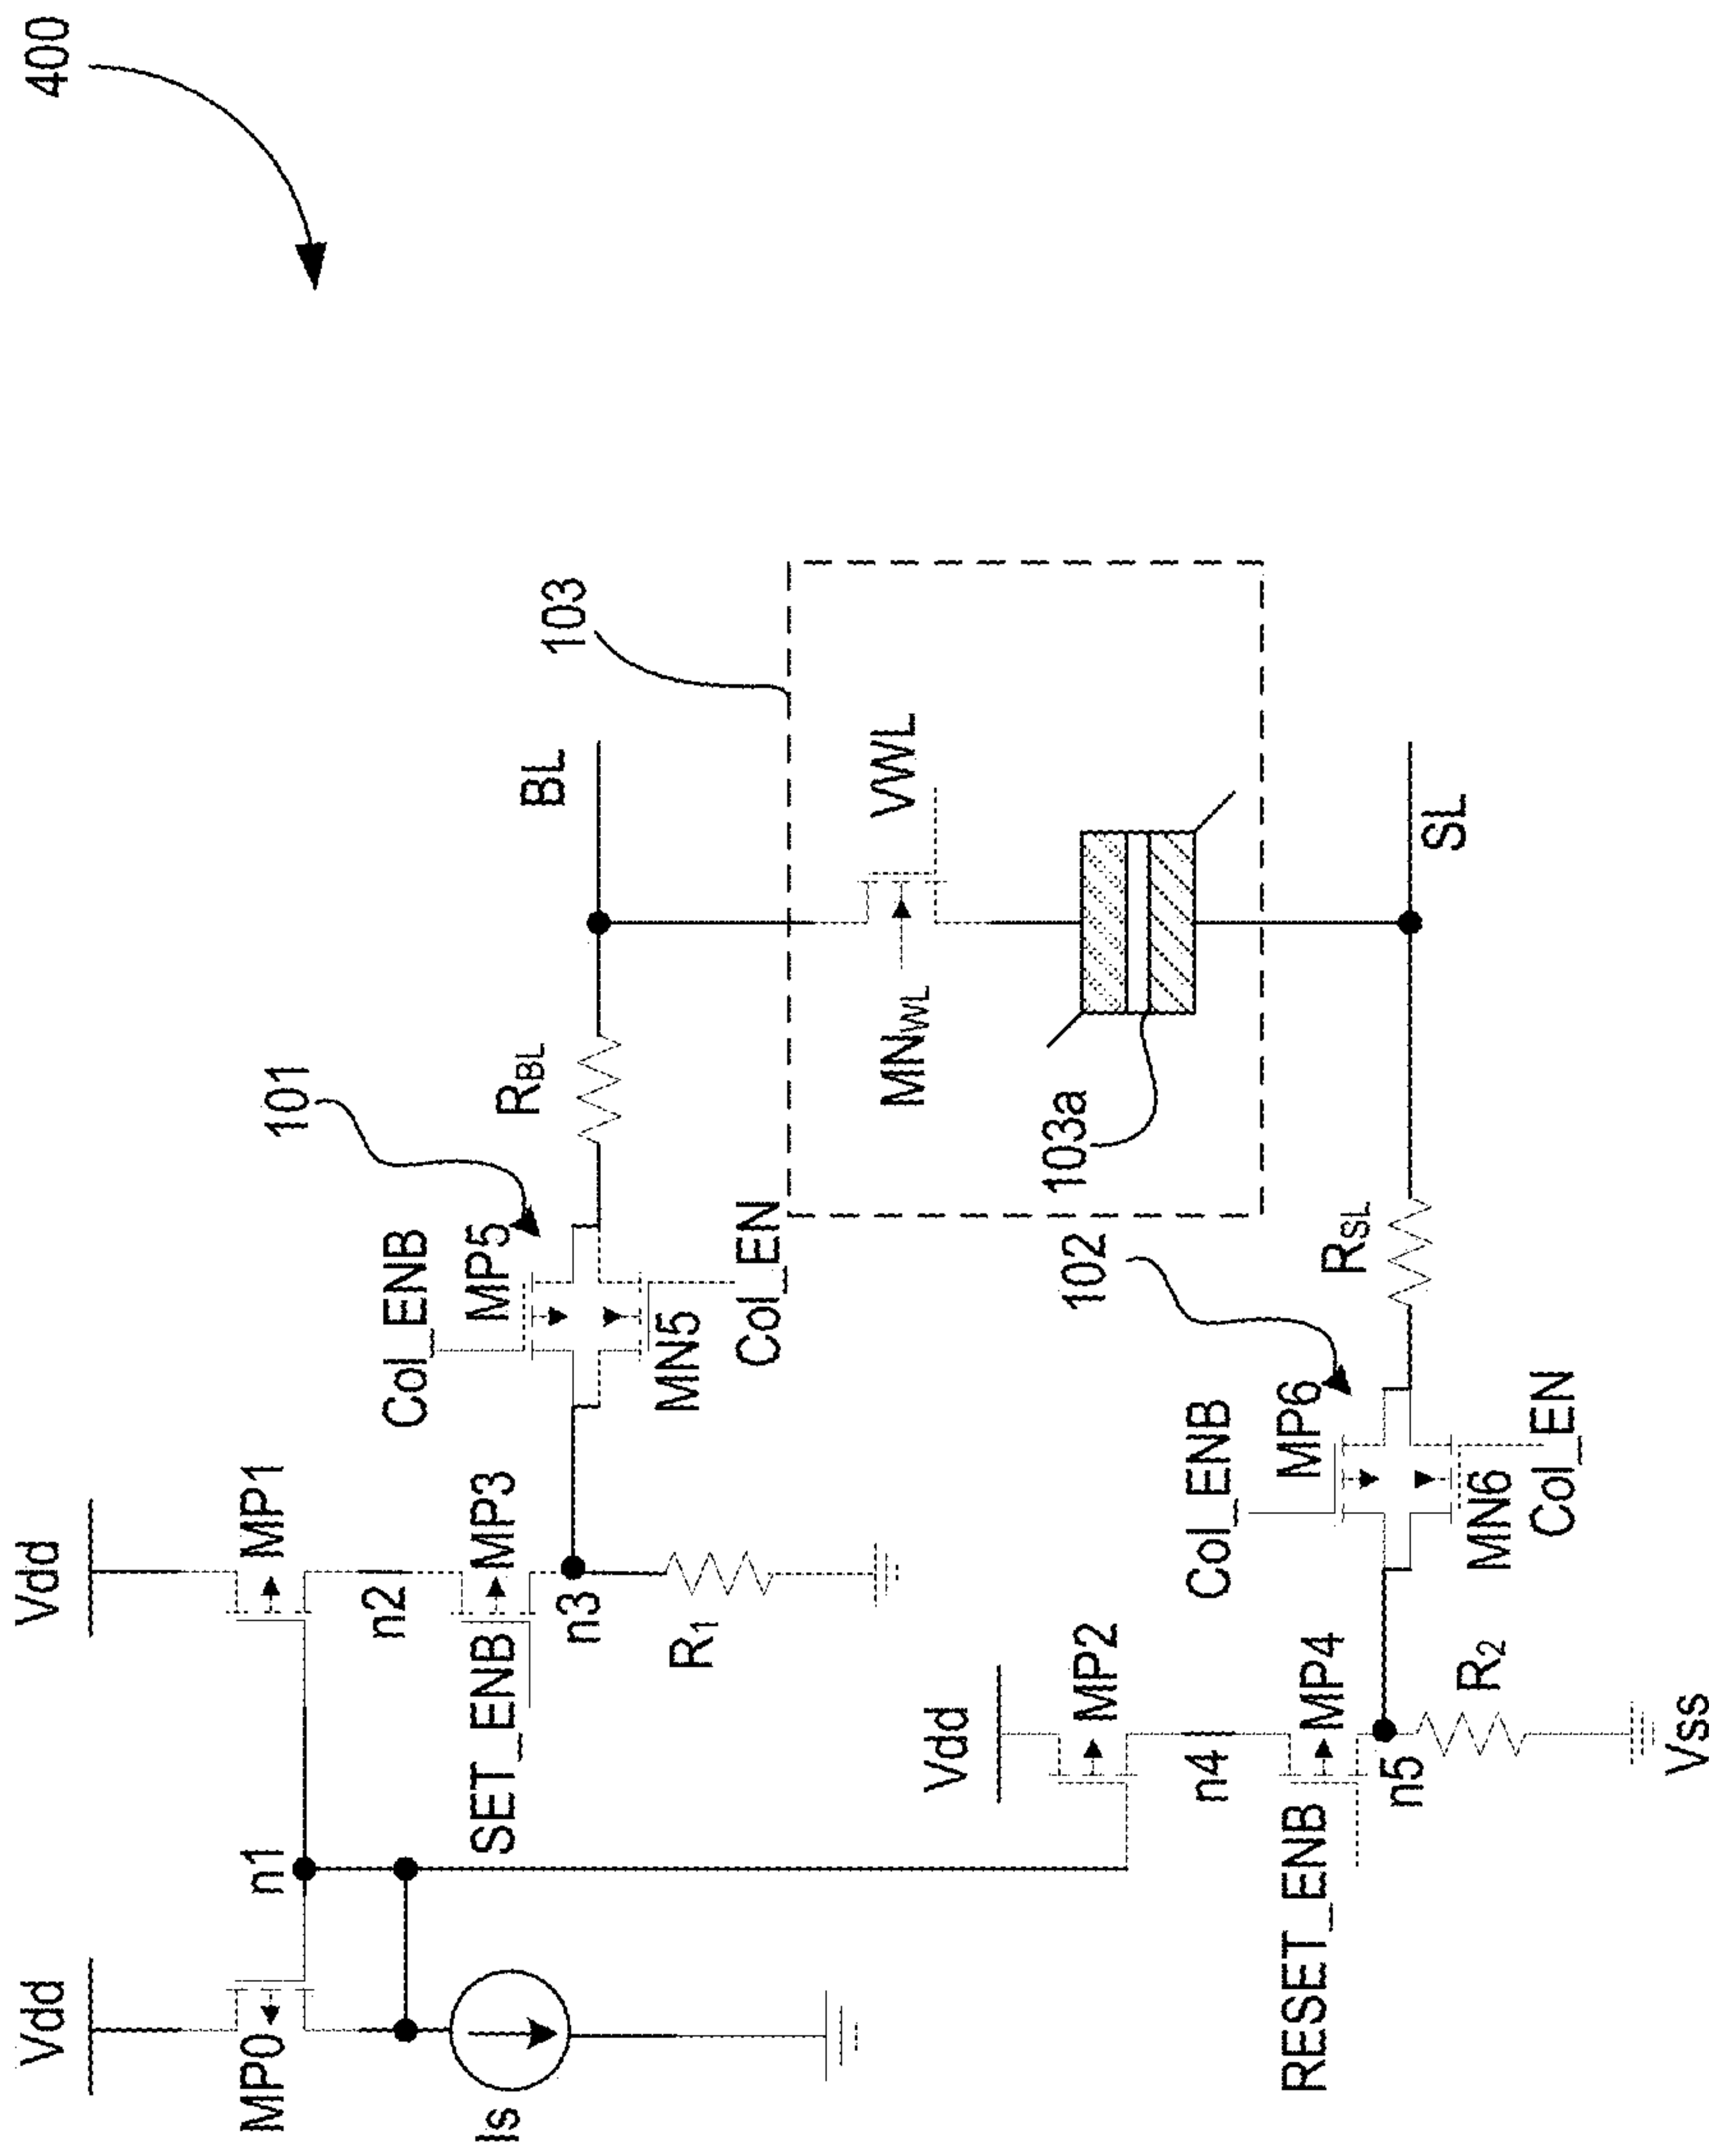 400
Vdd
MP0
Is
n1
Vdd
MP1
n2
SET_ENB
MP3
n3
R1
Col_ENB
MP5
101
MN5
Col_EN
RBL
BL
103
MNWL
VWL
103a
Vdd
MP2
n4
RESET_ENB
MP4
n5
R2
Vss
Col_ENB
MP6
102
MN6
Col_EN
RSL
SL